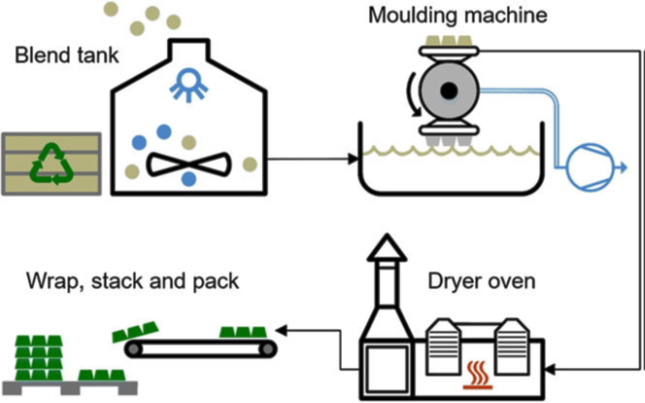 Moulding machine
Blend tank
Wrap, stack and pack
Dryer oven